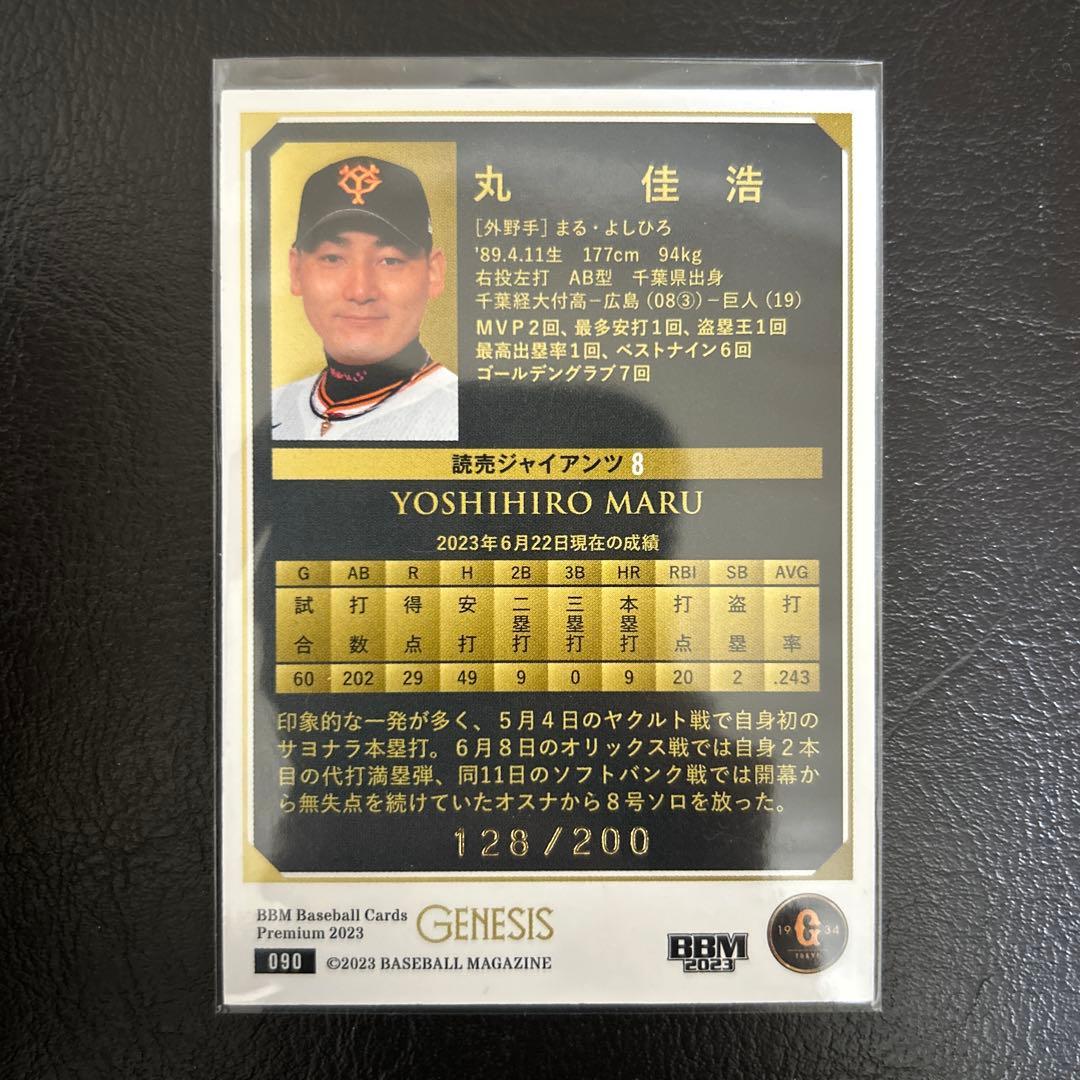 丸 佳 浩
[外野手] まる・よしひろ
'89.4.11生 177cm 94kg
右投左打 AB型 千葉県出身
千葉経大付高−広島(08③)−巨人(19)
MVP2回、最多安打1回、盗塁王1回
最高出塁率1回、ベストナイン6回
ゴールデングラブ7回
読売ジャイアンツ 8
YOSHIHIRO MARU
2023年6月22日現在の成績
G AB R H 2B 3B HR RBI SB AVG
試合 打数 得点 安打 二塁打 三塁打 本塁打 打点 盗塁 打率
60 202 29 49 9 0 9 20 2 .243
印象的な一発が多く、5月4日のヤクルト戦で自身初の
サヨナラ本塁打。6月8日のオリックス戦では自身2本
目の代打満塁弾、同11日のソフトバンク戦では開幕か
ら無失点を続けていたオスナから8号ソロを放った。
128/200
BBM Baseball Cards
Premium 2023
GENESIS
090 ©2023 BASEBALL MAGAZINE
BBM
2023
19 G 34
TOKYO